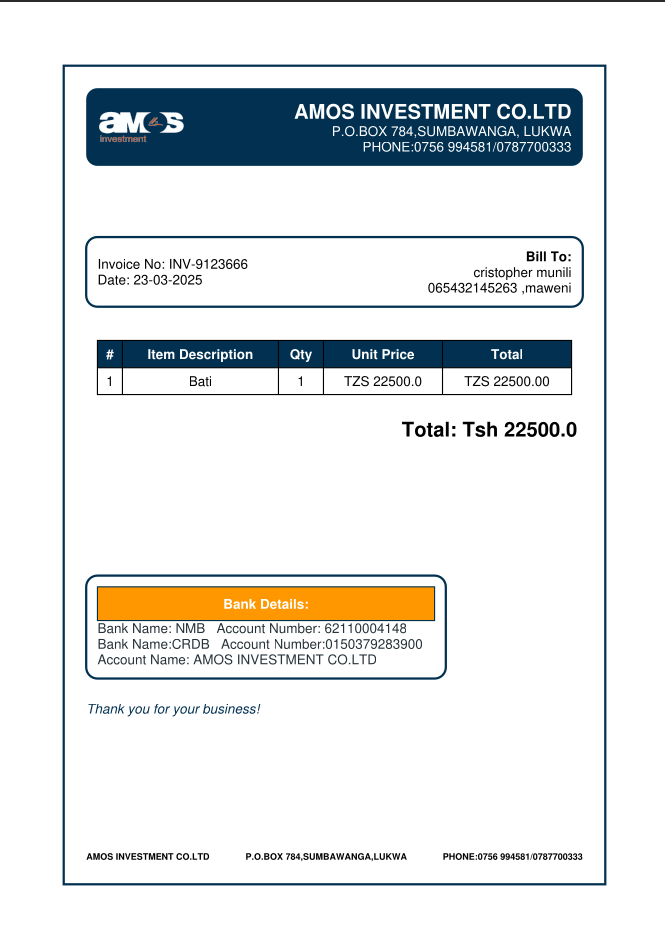 amos
investment
AMOS INVESTMENT CO.LTD
P.O.BOX 784,SUMBAWANGA, LUKWA
PHONE:0756 994581/0787700333
Invoice No: INV-9123666
Date: 23-03-2025
Bill To:
cristopher munili
065432145263 ,maweni
# Item Description Qty Unit Price Total
1 Bati 1 TZS 22500.0 TZS 22500.00
Total: Tsh 22500.0
Bank Details:
Bank Name: NMB Account Number: 62110004148
Bank Name:CRDB Account Number:0150379283900
Account Name: AMOS INVESTMENT CO.LTD
Thank you for your business!
AMOS INVESTMENT CO.LTD P.O.BOX 784,SUMBAWANGA,LUKWA PHONE:0756 994581/0787700333